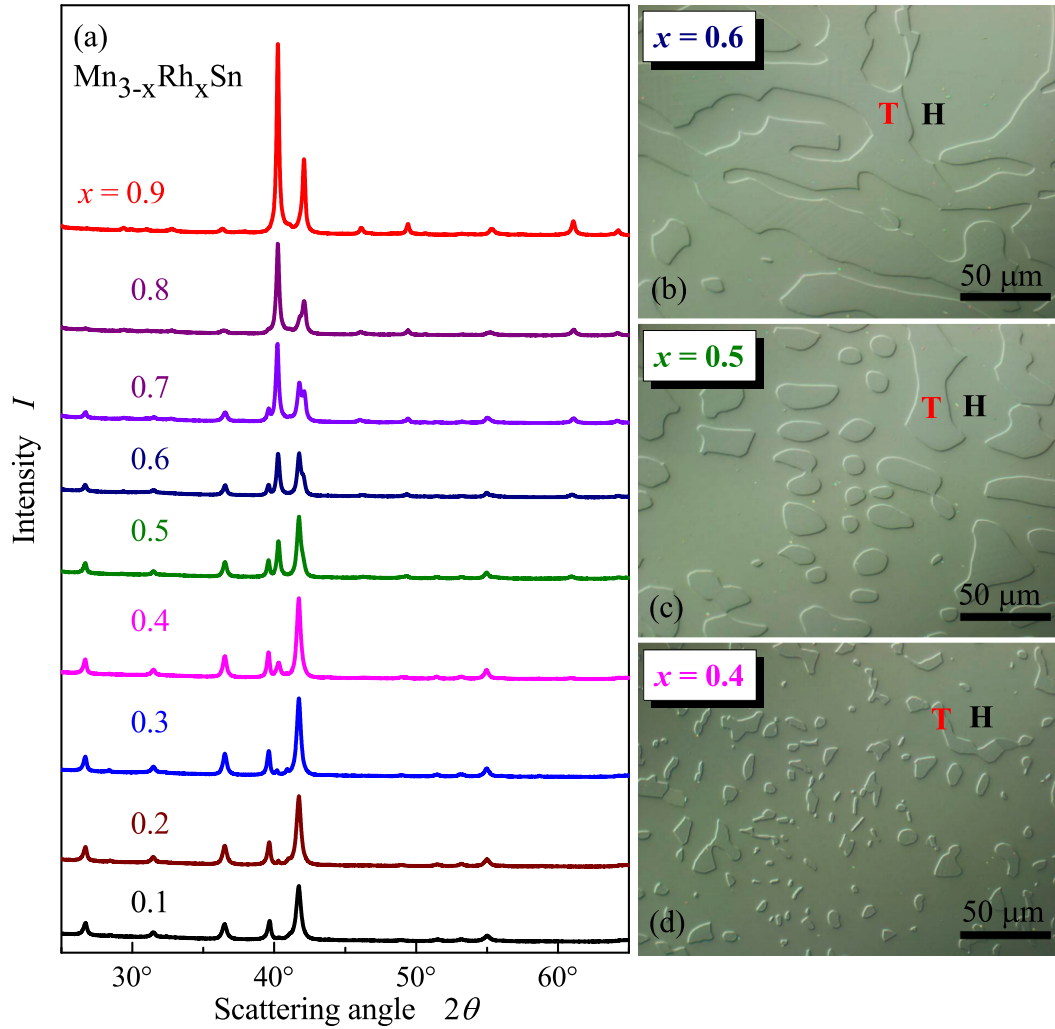 (a)
Mn3-xRhxSn
x = 0.9
0.8
0.7
0.6
0.5
0.4
0.3
0.2
0.1
Intensity I
30° 40° 50° 60°
Scattering angle 2θ
x = 0.6
T H
(b)
50 μm
x = 0.5
T H
(c)
50 μm
x = 0.4
T H
(d)
50 μm